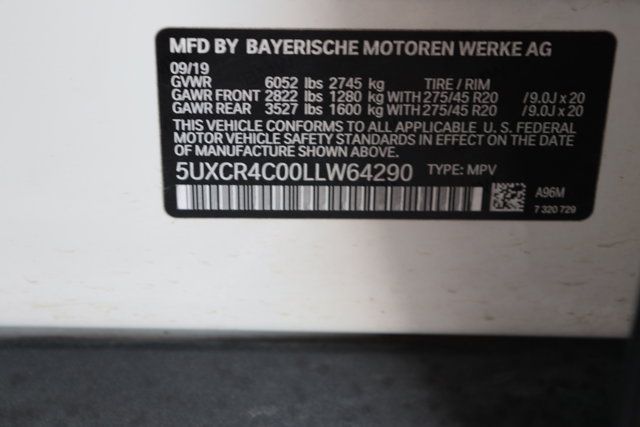 MFD BY BAYERISCHE MOTOREN WERKE AG
09/19
GVWR 6052 lbs 2745 kg TIRE / RIM
GAWR FRONT 2822 lbs 1280 kg WITH 275/45 R20 /9.0J x 20
GAWR REAR 3527 lbs 1600 kg WITH 275/45 R20 /9.0J x 20
THIS VEHICLE CONFORMS TO ALL APPLICABLE U. S. FEDERAL
MOTOR VEHICLE SAFETY STANDARDS IN EFFECT ON THE DATE
OF MANUFACTURE SHOWN ABOVE.
5UXCR4C00LLW64290 TYPE: MPV
A96M
7 320 729